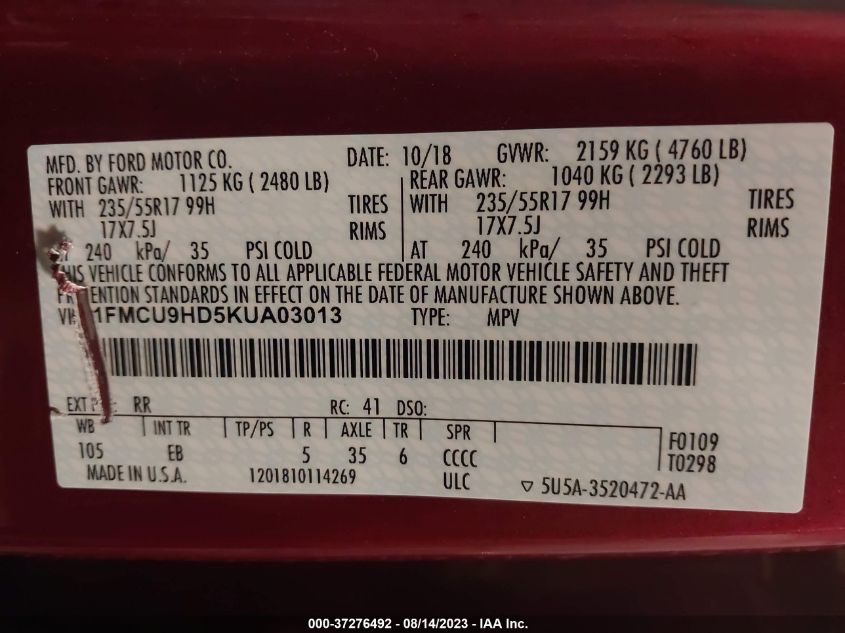 MFD. BY FORD MOTOR CO. DATE: 10/18 GVWR: 2159 KG ( 4760 LB)
FRONT GAWR: 1125 KG ( 2480 LB) REAR GAWR: 1040 KG ( 2293 LB)
WITH 235/55R17 99H TIRES WITH 235/55R17 99H TIRES
17X7.5J RIMS 17X7.5J RIMS
240 kPa/ 35 PSI COLD AT 240 kPa/ 35 PSI COLD
VEHICLE CONFORMS TO ALL APPLICABLE FEDERAL MOTOR VEHICLE SAFETY AND THEFT
STANDARDS IN EFFECT ON THE DATE OF MANUFACTURE SHOWN ABOVE.
1FMCU9HD5KUA03013 TYPE: MPV
EXT RR RC: 41 DSO:
WB INT TR TP/PS R AXLE TR SPR F0109
105 EB 5 35 6 CCCC T0298
MADE IN U.S.A. 1201810114269 ULC ▽ 5U5A-3520472-AA
000-37276492 - 08/14/2023 - IAA Inc.